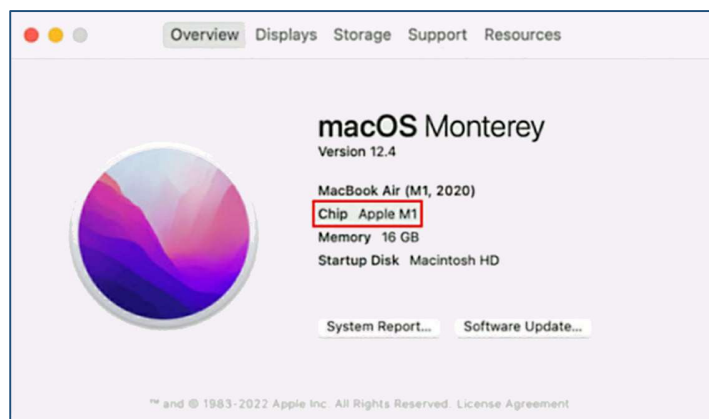 Overview Displays Storage Support Resources
macOS Monterey
Version 12.4
MacBook Air (M1, 2020)
Chip Apple M1
Memory 16 GB
Startup Disk Macintosh HD
System Report... Software Update...
™ and © 1983-2022 Apple Inc. All Rights Reserved. License Agreement